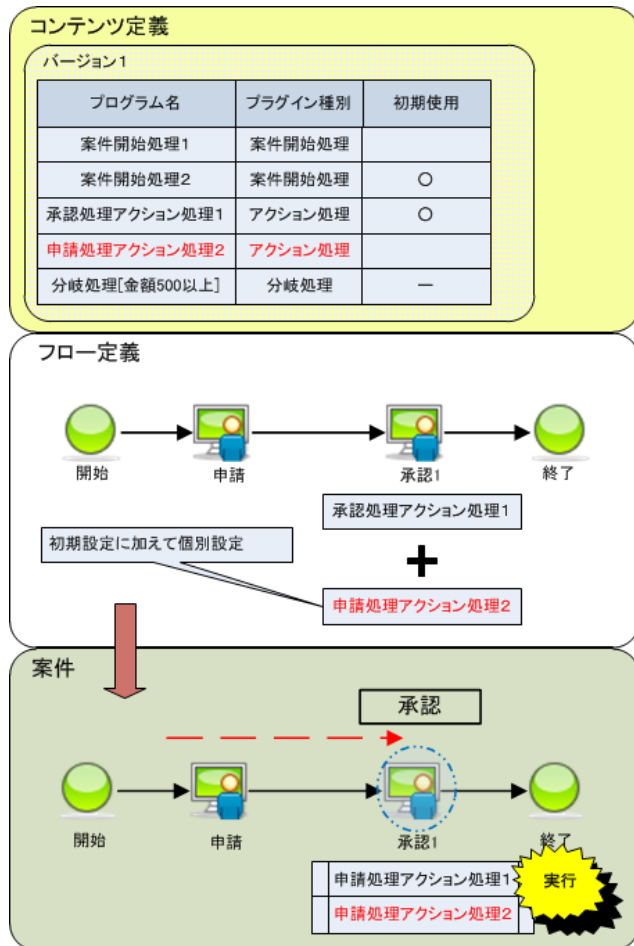 コンテンツ定義
バージョン1
プログラム名 プラグイン種別 初期使用
案件開始処理1 案件開始処理
案件開始処理2 案件開始処理 ○
承認処理アクション処理1 アクション処理 ○
申請処理アクション処理2 アクション処理
分岐処理[金額500以上] 分岐処理 －
フロー定義
開始 申請 承認1 終了
承認処理アクション処理1
初期設定に加えて個別設定
+
申請処理アクション処理2
案件
承認
開始 申請 承認1 終了
申請処理アクション処理1
実行
申請処理アクション処理2